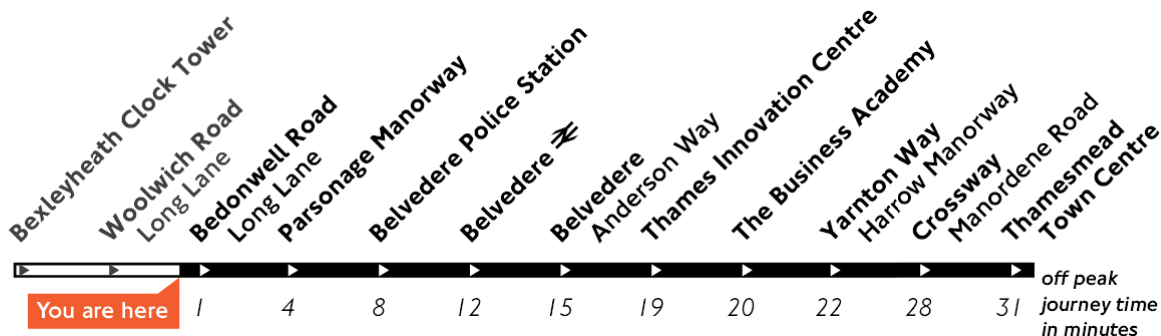 Bexleyheath Clock Tower
Woolwich Road
Long Lane
Bedonwell Road
Long Lane
Parsonage Manorway
Belvedere Police Station
Belvedere
Belvedere
Anderson Way
Thames Innovation Centre
The Business Academy
Yarnton Way
Harrow Manorway
Crossway
Manordene Road
Thamesmead
Town Centre
You are here
1 4 8 12 15 19 20 22 28 31
off peak
journey time
in minutes